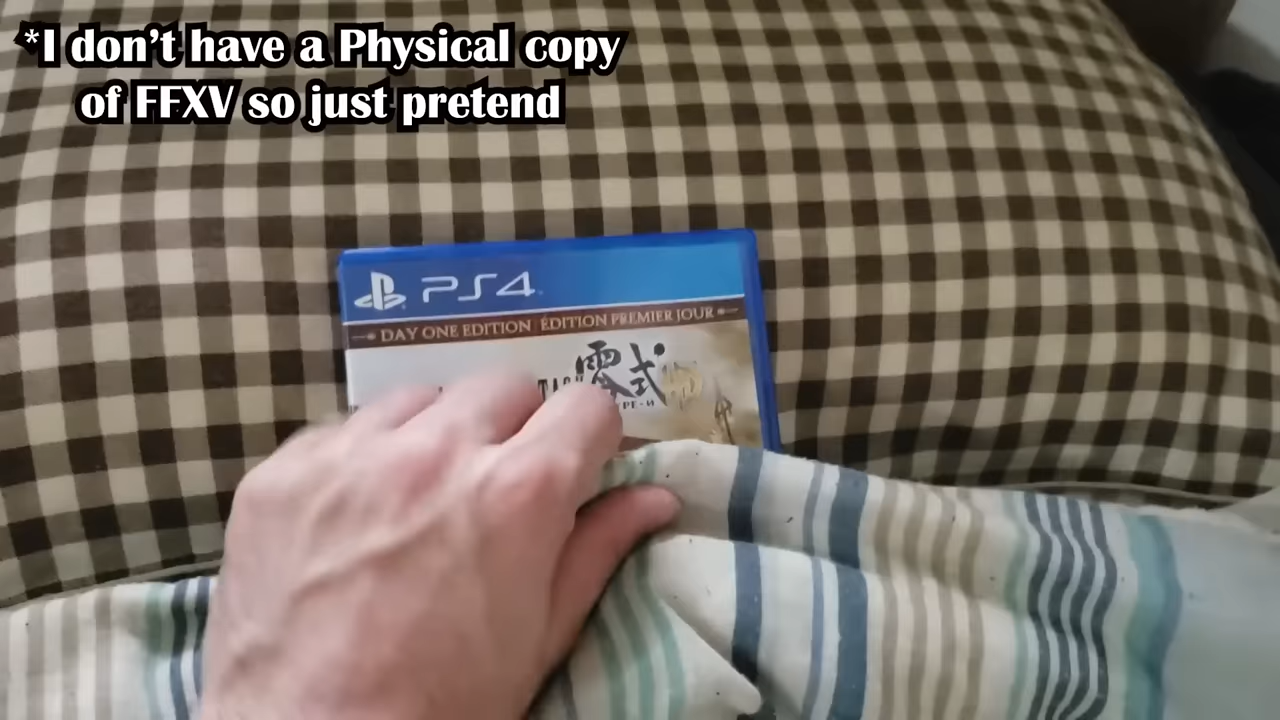 *I don't have a Physical copy
of FFXV so just pretend
PS4
DAY ONE EDITION ÉDITION PREMIER JOUR
零式